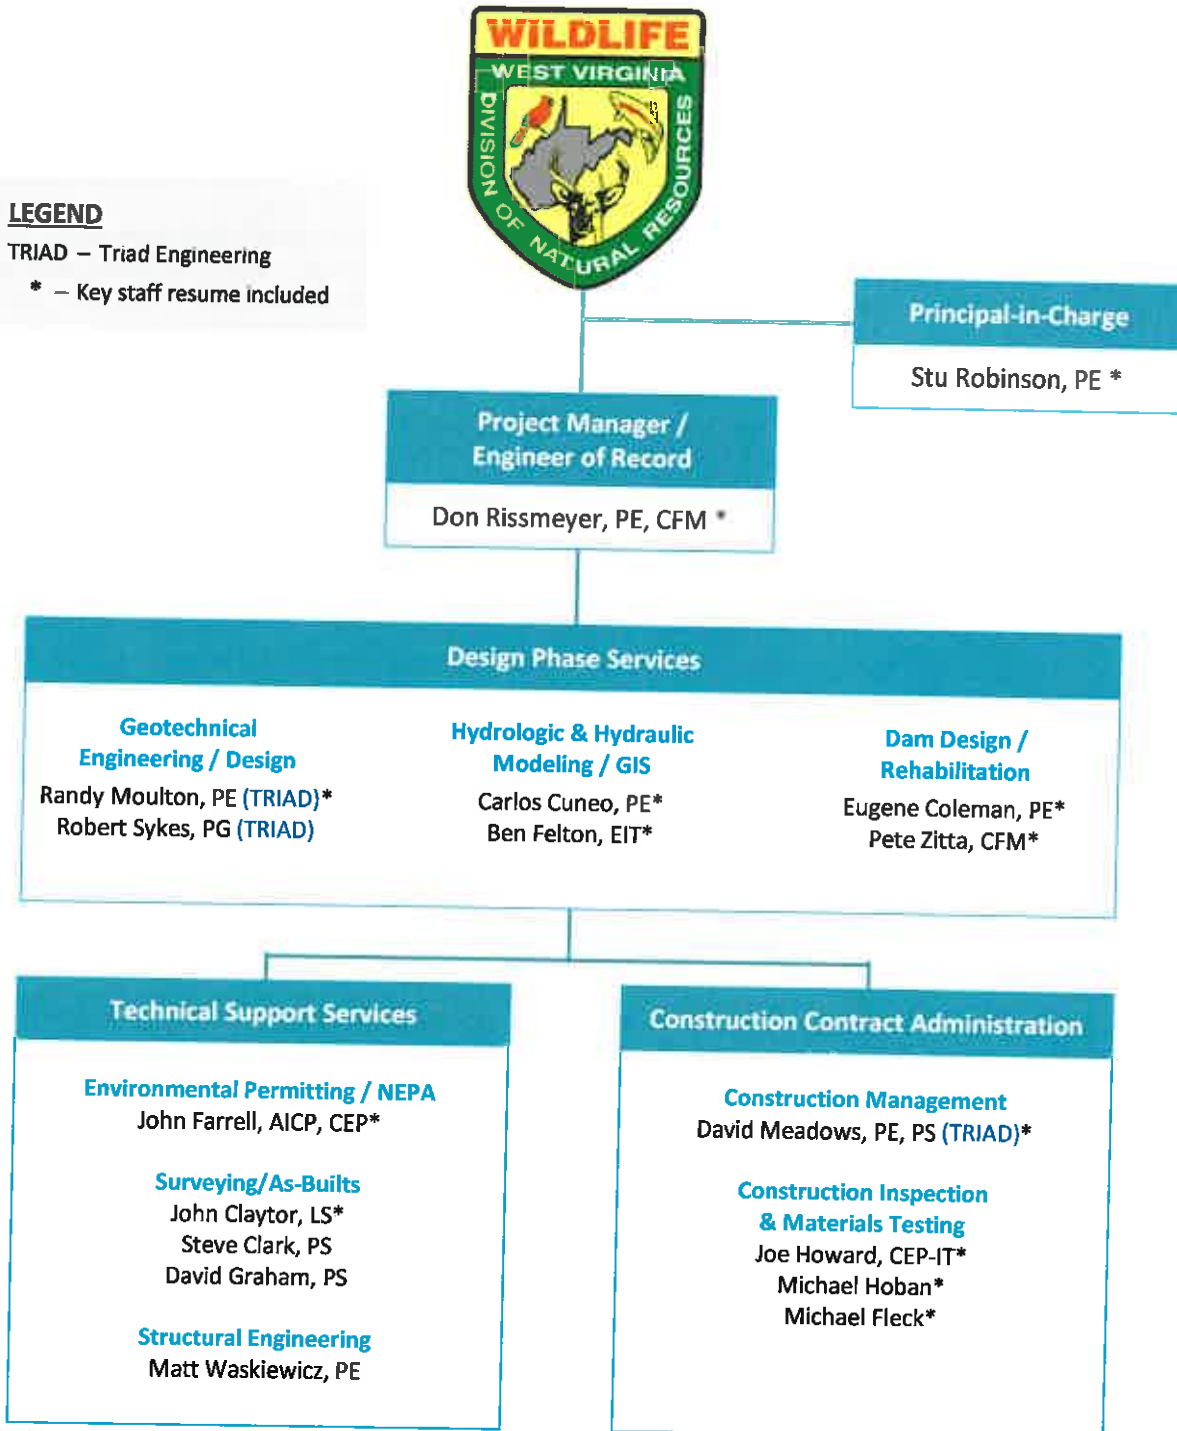 WILDLIFE
WEST VIRGINIA
DIVISION OF NATURAL RESOURCES
LEGEND
TRIAD – Triad Engineering
* – Key staff resume included
Principal-in-Charge
Stu Robinson, PE *
Project Manager /
Engineer of Record
Don Rissmeyer, PE, CFM *
Design Phase Services
Geotechnical
Engineering / Design
Randy Moulton, PE (TRIAD)*
Robert Sykes, PG (TRIAD)
Hydrologic & Hydraulic
Modeling / GIS
Carlos Cuneo, PE*
Ben Felton, EIT*
Dam Design /
Rehabilitation
Eugene Coleman, PE*
Pete Zitta, CFM*
Technical Support Services
Environmental Permitting / NEPA
John Farrell, AICP, CEP*
Surveying/As-Builts
John Claytor, LS*
Steve Clark, PS
David Graham, PS
Structural Engineering
Matt Waskiewicz, PE
Construction Contract Administration
Construction Management
David Meadows, PE, PS (TRIAD)*
Construction Inspection
& Materials Testing
Joe Howard, CEP-IT*
Michael Hoban*
Michael Fleck*